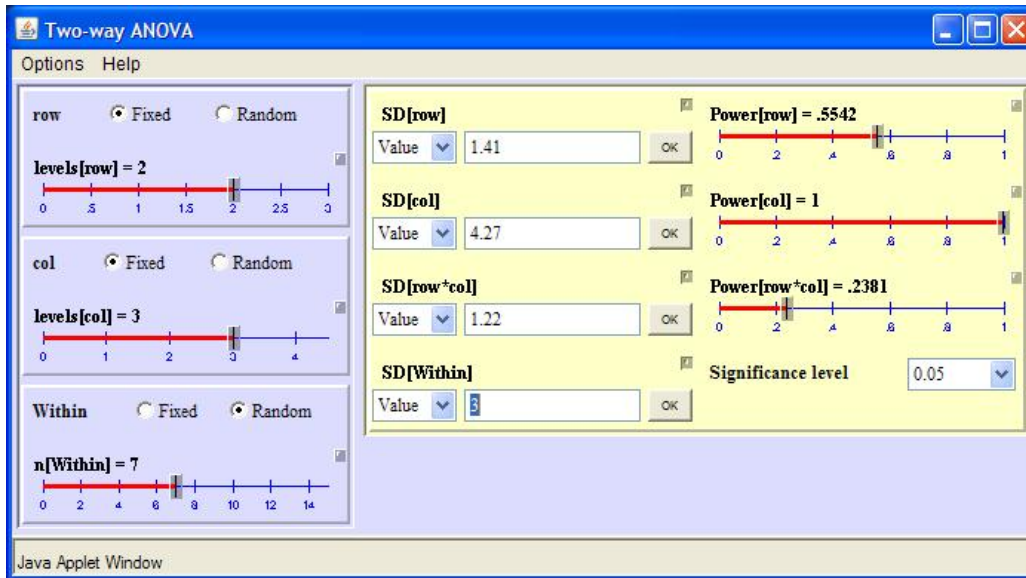 Two-way ANOVA
Options Help
row Fixed Random
levels[row] = 2
0 .5 1 1.5 2 2.5 3
col Fixed Random
levels[col] = 3
0 1 2 3 4
Within Fixed Random
n[Within] = 7
0 2 4 6 8 10 12 14
SD[row]
Value 1.41 OK
SD[col]
Value 4.27 OK
SD[row*col]
Value 1.22 OK
SD[Within]
Value 3 OK
Power[row] = .5542
0 .2 .4 .6 .8 1
Power[col] = 1
0 .2 .4 .6 .8 1
Power[row*col] = .2381
0 .2 .4 .6 .8 1
Significance level 0.05
Java Applet Window